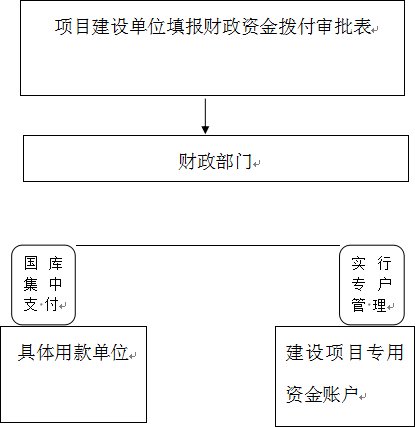 项目建设单位填报财政资金拨付审批表
财政部门
国库
集中
支付
实行
专户
管理
具体用款单位
建设项目专用
资金账户